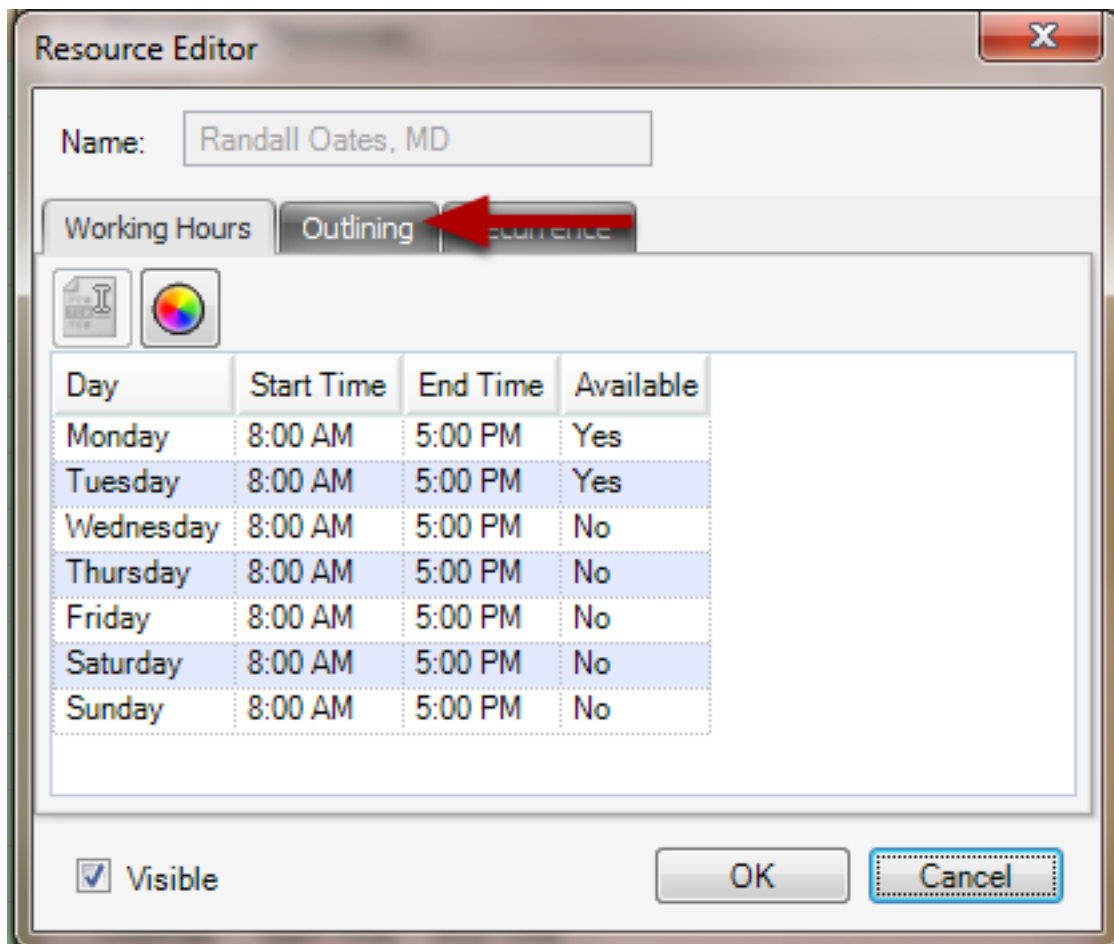 Resource Editor
Name: Randall Oates, MD
Working Hours Outlining
Day Start Time End Time Available
Monday 8:00 AM 5:00 PM Yes
Tuesday 8:00 AM 5:00 PM Yes
Wednesday 8:00 AM 5:00 PM No
Thursday 8:00 AM 5:00 PM No
Friday 8:00 AM 5:00 PM No
Saturday 8:00 AM 5:00 PM No
Sunday 8:00 AM 5:00 PM No
Visible OK Cancel